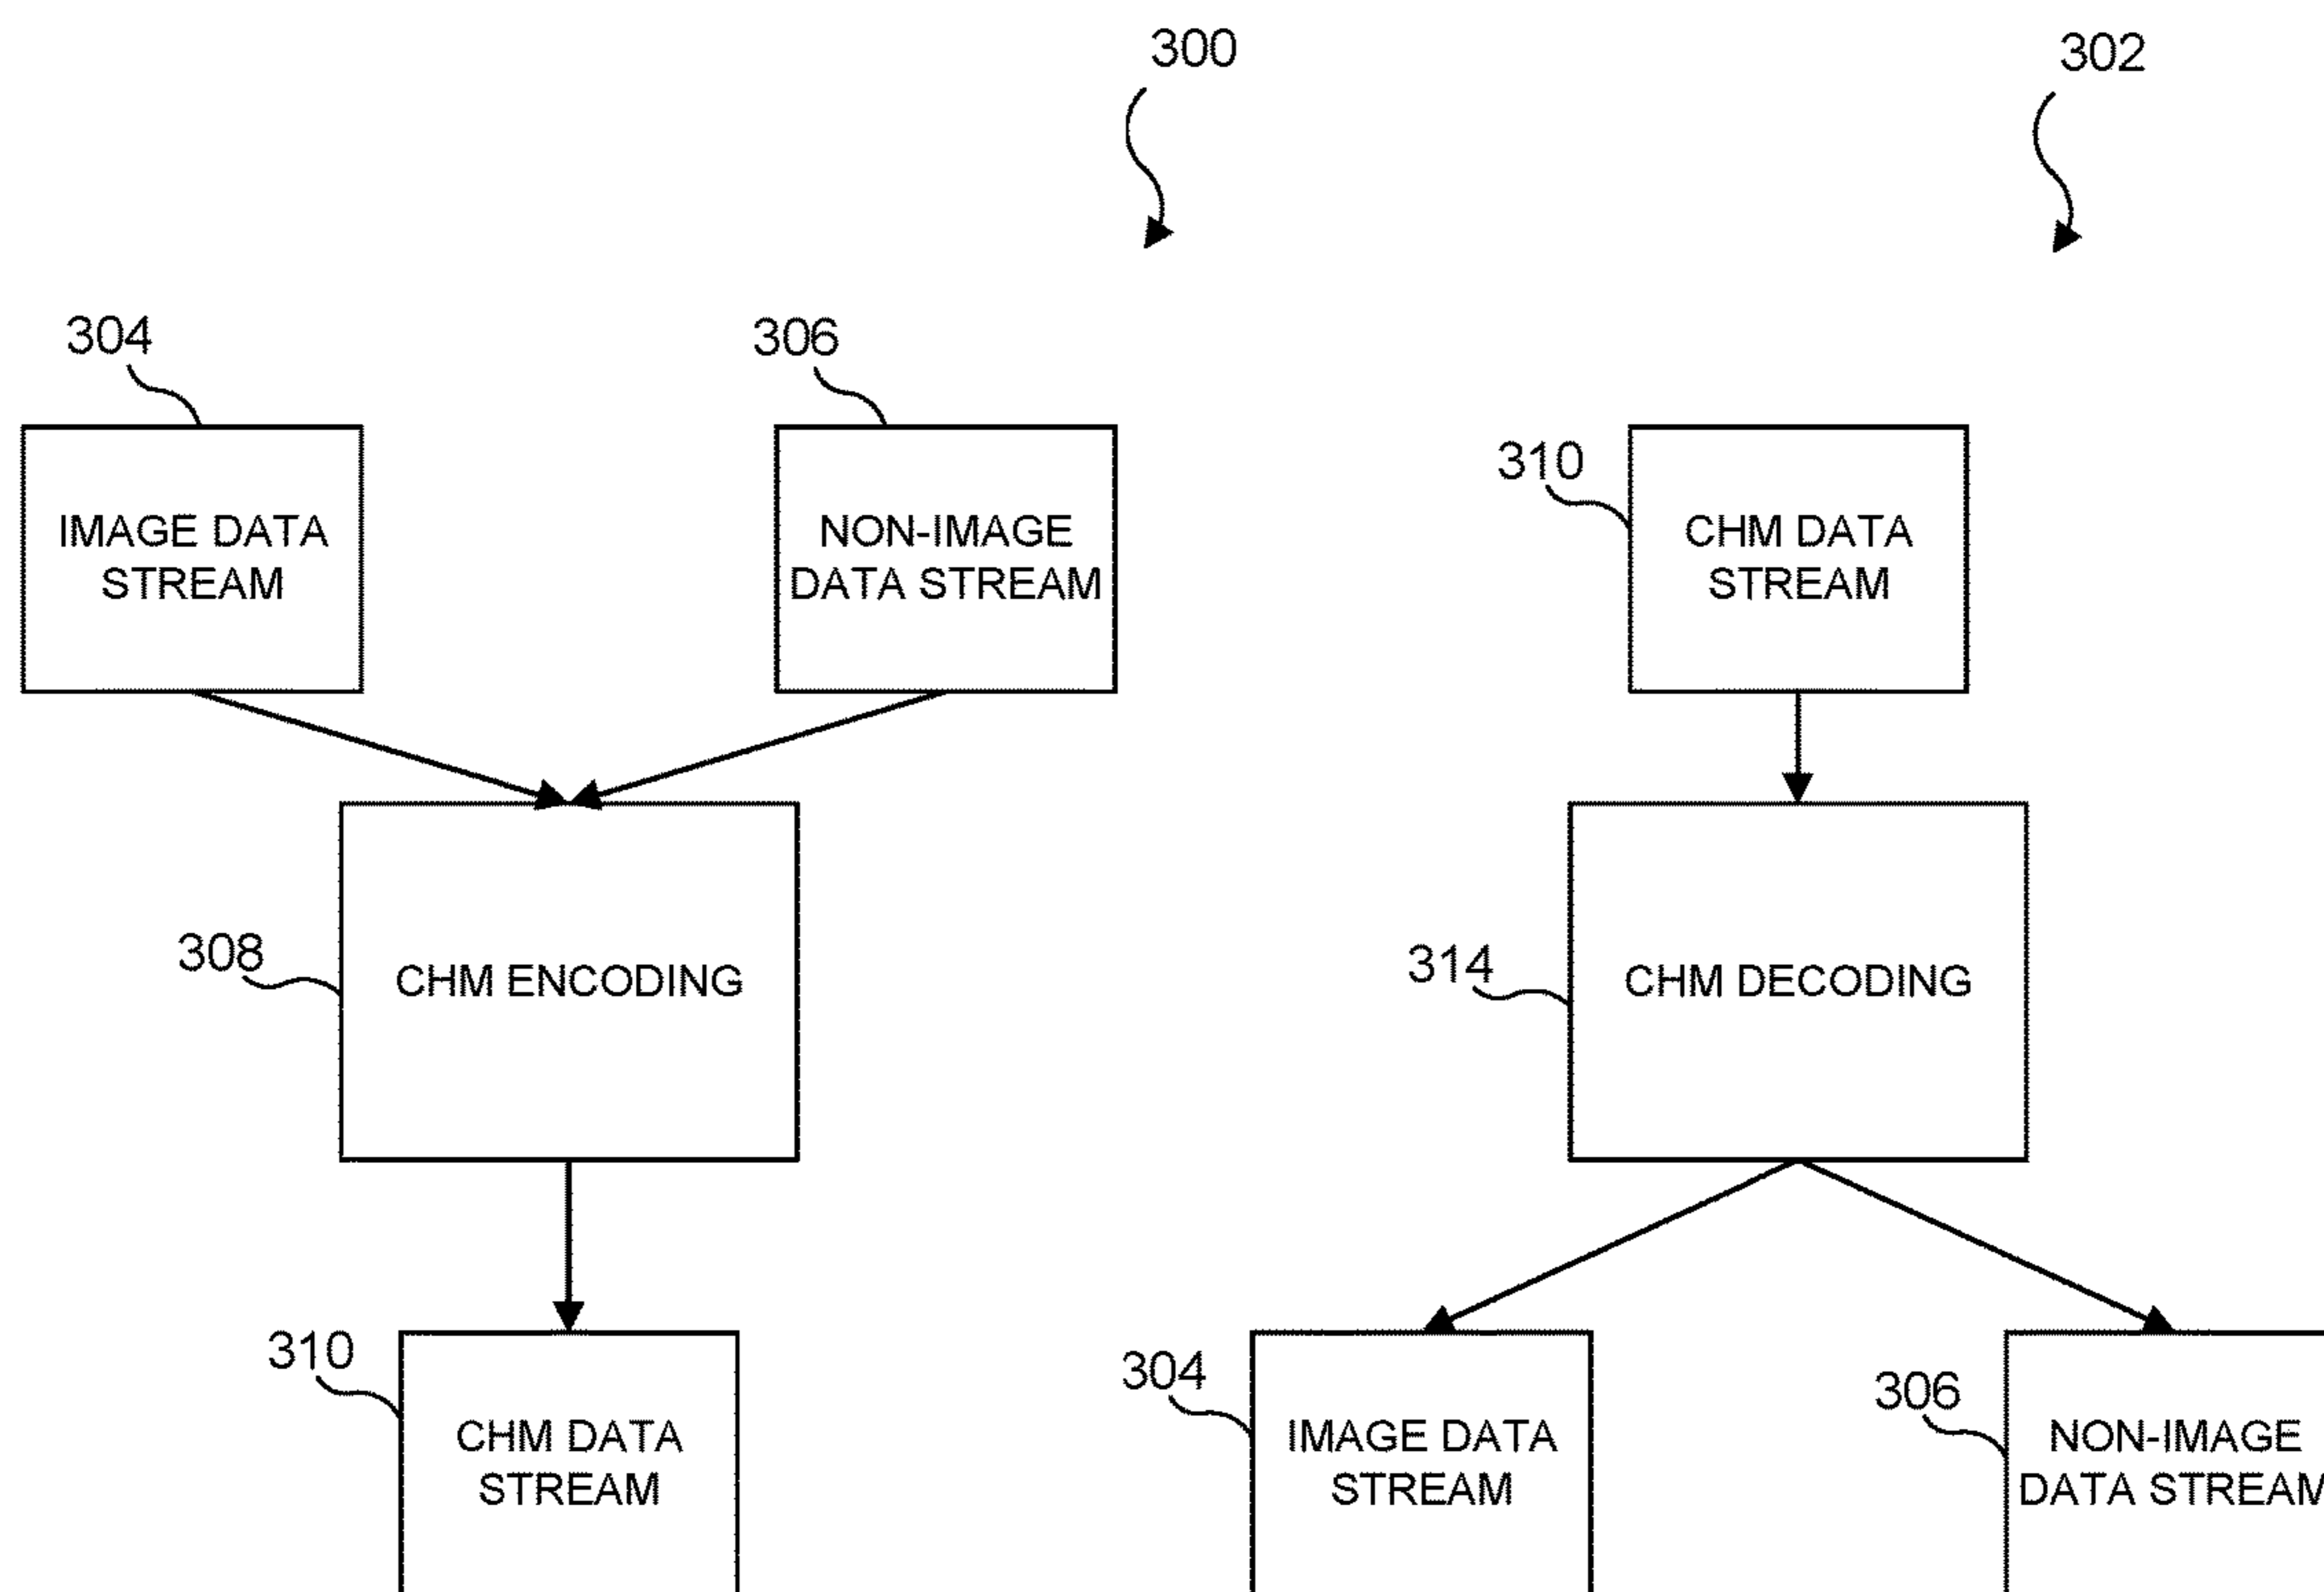 300
302
304
306
310
IMAGE DATA
STREAM
NON-IMAGE
DATA STREAM
CHM DATA
STREAM
308
CHM ENCODING
314
CHM DECODING
310
CHM DATA
STREAM
304
IMAGE DATA
STREAM
306
NON-IMAGE
DATA STREAM